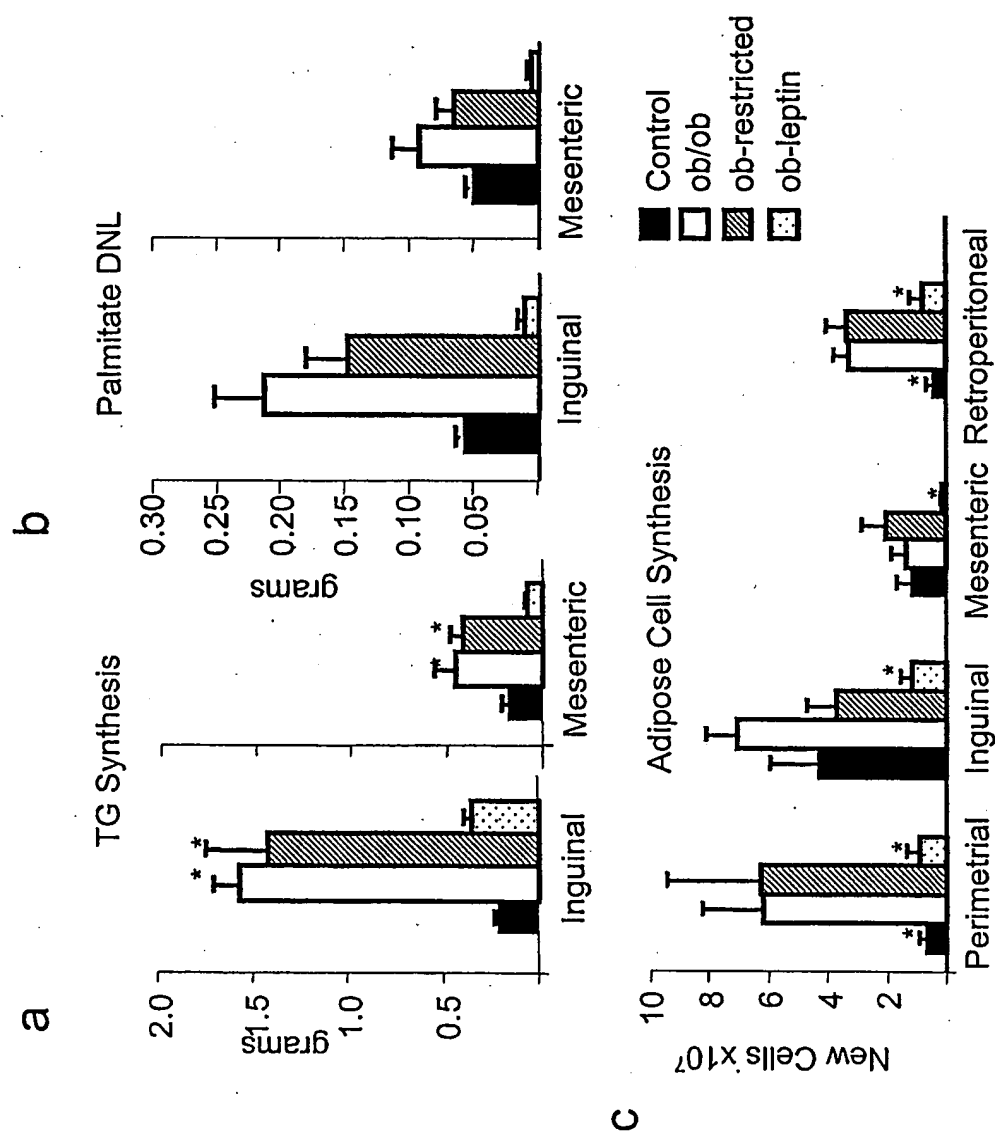 a
TG Synthesis
grams
2.0
1.5
1.0
0.5
* *
Inguinal
* *
Mesenteric
b
Palmitate DNL
grams
0.30
0.25
0.20
0.15
0.10
0.05
Inguinal
Mesenteric
c
Adipose Cell Synthesis
New Cells x10⁷
10
8
6
4
2
* *
Perimetrial
*
Inguinal
*
Mesenteric
* *
Retroperitoneal
Control
ob/ob
ob-restricted
ob-leptin